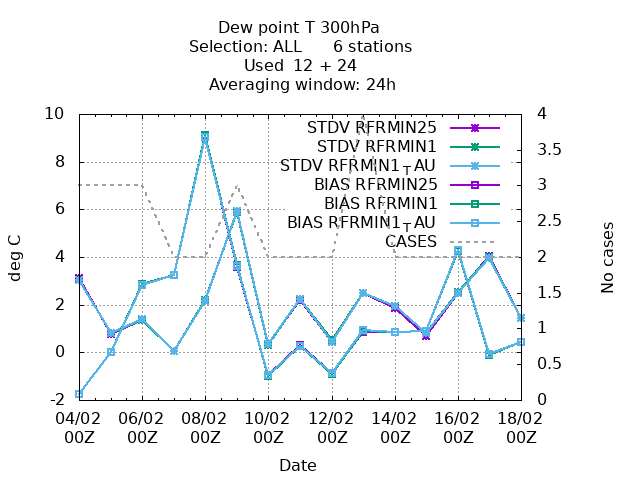 Dew point T 300hPa
Selection: ALL      6 stations
Used  12 + 24
Averaging window: 24h
10
8
6
4
2
0
-2
4
3.5
3
2.5
2
1.5
1
0.5
0
STDV RFRMIN25
STDV RFRMIN1
STDV RFRMIN1_T AU
BIAS RFRMIN25
BIAS RFRMIN1
BIAS RFRMIN1_T AU
CASES
deg C
No cases
04/02 06/02 08/02 10/02 12/02 14/02 16/02 18/02
00Z 00Z 00Z 00Z 00Z 00Z 00Z 00Z
Date